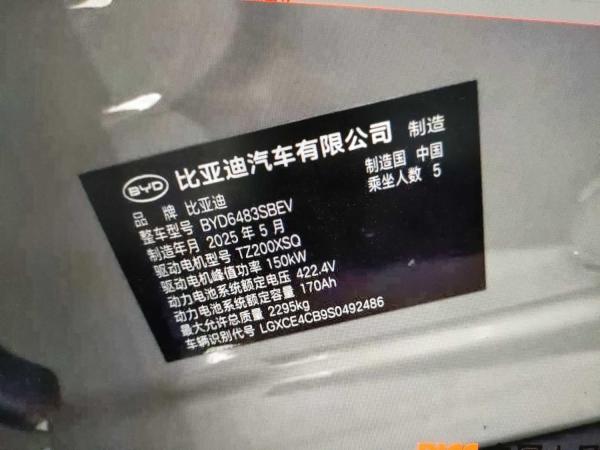 BYD 比亚迪汽车有限公司 制造
品牌 比亚迪 制造国 中国
整车型号 BYD6483SBEV 乘坐人数 5
制造年月 2025 年 5 月
驱动电机型号 TZ200XSQ
驱动电机峰值功率 150kW
动力电池系统额定电压 422.4V
动力电池系统额定容量 170Ah
最大允许总质量 2295kg
车辆识别代号 LGXCE4CB9S0492486